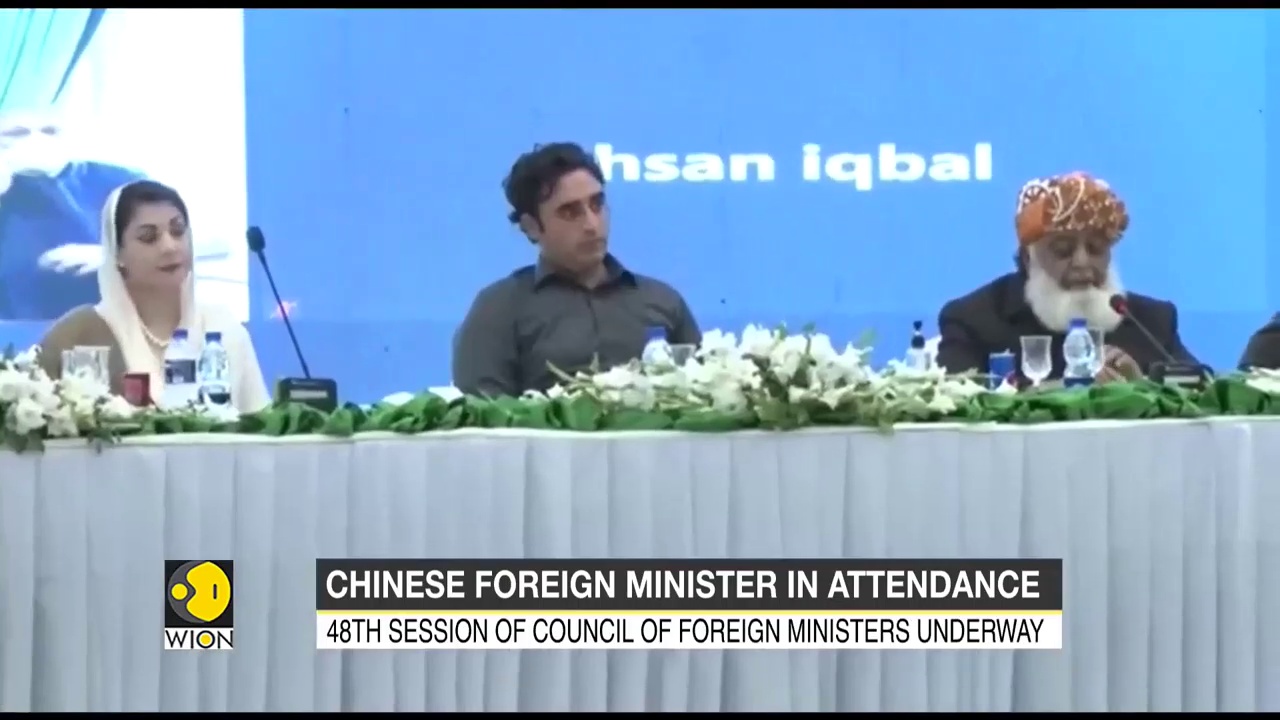 hsan iqbal
WION
CHINESE FOREIGN MINISTER IN ATTENDANCE
48TH SESSION OF COUNCIL OF FOREIGN MINISTERS UNDERWAY